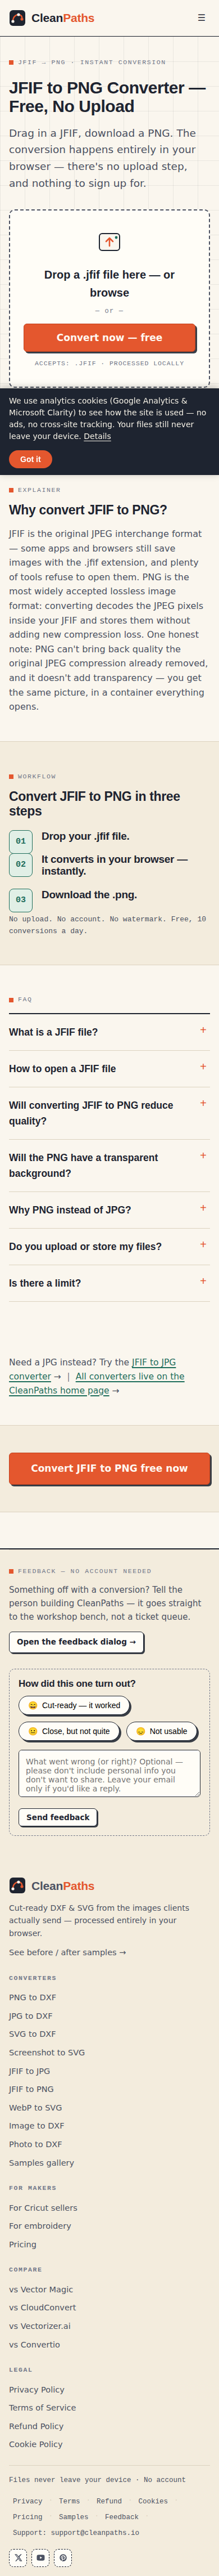 CleanPaths
☰
JFIF → PNG · INSTANT CONVERSION
JFIF to PNG Converter —
Free, No Upload
Drag in a JFIF, download a PNG. The
conversion happens entirely in your
browser — there's no upload step,
and nothing to sign up for.
Drop a .jfif file here — or
browse
— or —
Convert now — free
ACCEPTS: .JFIF · PROCESSED LOCALLY
We use analytics cookies (Google Analytics &
Microsoft Clarity) to see how the site is used — no
ads, no cross-site tracking. Your files still never
leave your device. Details
Got it
EXPLAINER
Why convert JFIF to PNG?
JFIF is the original JPEG interchange format
— some apps and browsers still save
images with the .jfif extension, and plenty
of tools refuse to open them. PNG is the
most widely accepted lossless image
format: converting decodes the JPEG pixels
inside your JFIF and stores them without
adding new compression loss. One honest
note: PNG can't bring back quality the
original JPEG compression already removed,
and it doesn't add transparency — you get
the same picture, in a container everything
opens.
WORKFLOW
Convert JFIF to PNG in three
steps
01 Drop your .jfif file.
02 It converts in your browser —
instantly.
03 Download the .png.
No upload. No account. No watermark. Free, 10
conversions a day.
FAQ
What is a JFIF file? +
How to open a JFIF file +
Will converting JFIF to PNG reduce
quality? +
Will the PNG have a transparent
background? +
Why PNG instead of JPG? +
Do you upload or store my files? +
Is there a limit? +
Need a JPG instead? Try the JFIF to JPG
converter → | All converters live on the
CleanPaths home page →
Convert JFIF to PNG free now
FEEDBACK — NO ACCOUNT NEEDED
Something off with a conversion? Tell the
person building CleanPaths — it goes straight
to the workshop bench, not a ticket queue.
Open the feedback dialog →
How did this one turn out?
😄 Cut-ready — it worked
😐 Close, but not quite
😞 Not usable
What went wrong (or right)? Optional —
please don't include personal info you
don't want to share. Leave your email
only if you'd like a reply.
Send feedback
CleanPaths
Cut-ready DXF & SVG from the images clients
actually send — processed entirely in your
browser.
See before / after samples →
CONVERTERS
PNG to DXF
JPG to DXF
SVG to DXF
Screenshot to SVG
JFIF to JPG
JFIF to PNG
WebP to SVG
Image to DXF
Photo to DXF
Samples gallery
FOR MAKERS
For Cricut sellers
For embroidery
Pricing
COMPARE
vs Vector Magic
vs CloudConvert
vs Vectorizer.ai
vs Convertio
LEGAL
Privacy Policy
Terms of Service
Refund Policy
Cookie Policy
Files never leave your device · No account
Privacy Terms Refund Cookies
Pricing Samples Feedback
Support: support@cleanpaths.io